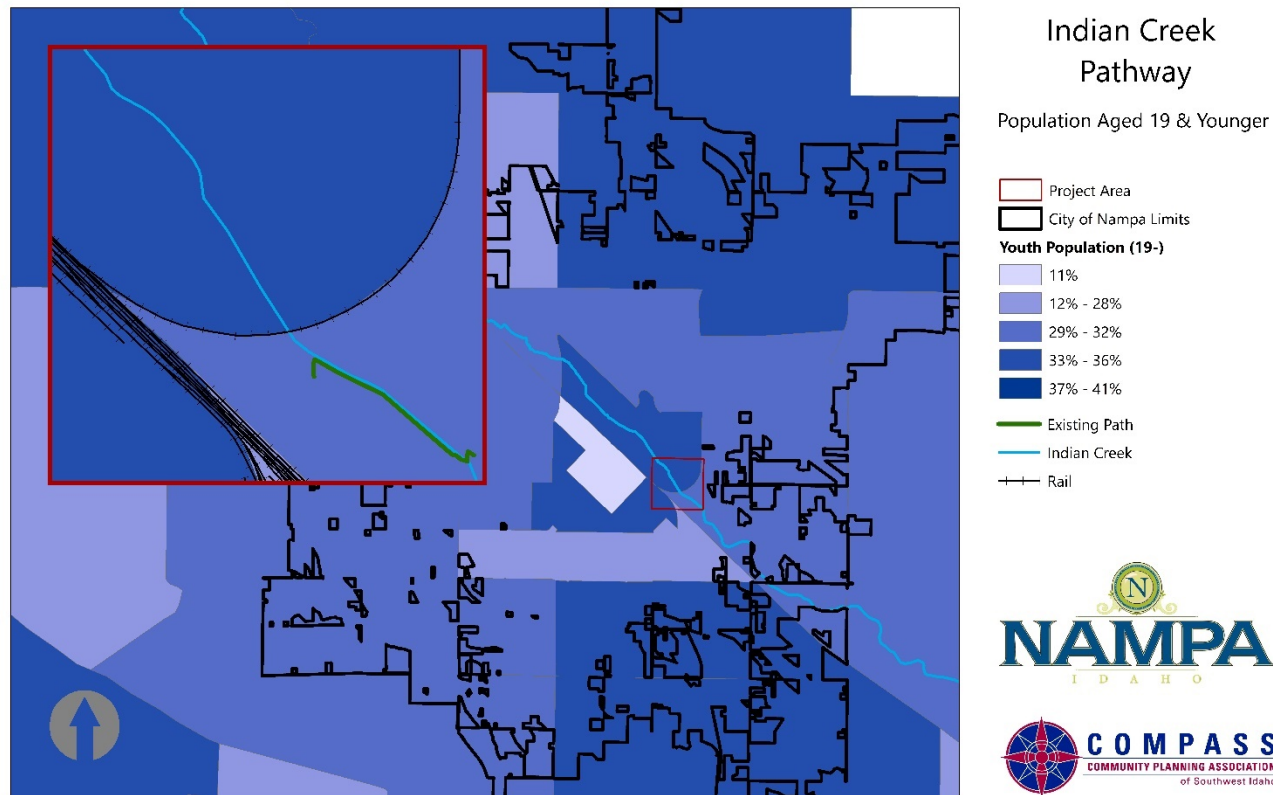 Indian Creek
Pathway
Population Aged 19 & Younger
Project Area
City of Nampa Limits
Youth Population (19-)
11%
12% - 28%
29% - 32%
33% - 36%
37% - 41%
Existing Path
Indian Creek
Rail
N
NAMPA
IDAHO
COMPASS
COMMUNITY PLANNING ASSOCIATION
of Southwest Idaho